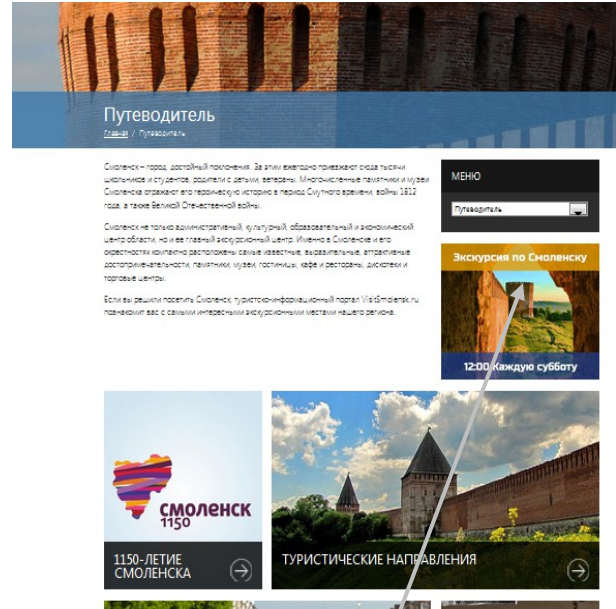 Путеводитель
Главная / Путеводитель
Смоленск – город, достойный поклонения. За этим ежегодно приезжают сюда тысячи
школьников и студентов, родители с детьми, ветераны. Многочисленные памятники и музеи
Смоленска отражают его героическую историю в период Смутного времени, войны 1812
года, а также Великой Отечественной войны.
Смоленск не только административный, культурный, образовательный и экономический
центр области, но и ее главный экскурсионный центр. Именно в Смоленске и его
окрестностях компактно расположены самые известные, выразительные, аттрактивные
достопримечательности, памятники, музеи, гостиницы, кафе и рестораны, дискотеки и
торговые центры.
Если вы решили посетить Смоленск, туристско-информационный портал VisitSmolensk.ru
познакомит вас с самыми интересными экскурсионными местами нашего региона.
МЕНЮ
Путеводитель
Экскурсия по Смоленску
12:00 Каждую субботу
СМОЛЕНСК
1150
1150-ЛЕТИЕ
СМОЛЕНСКА
ТУРИСТИЧЕСКИЕ НАПРАВЛЕНИЯ